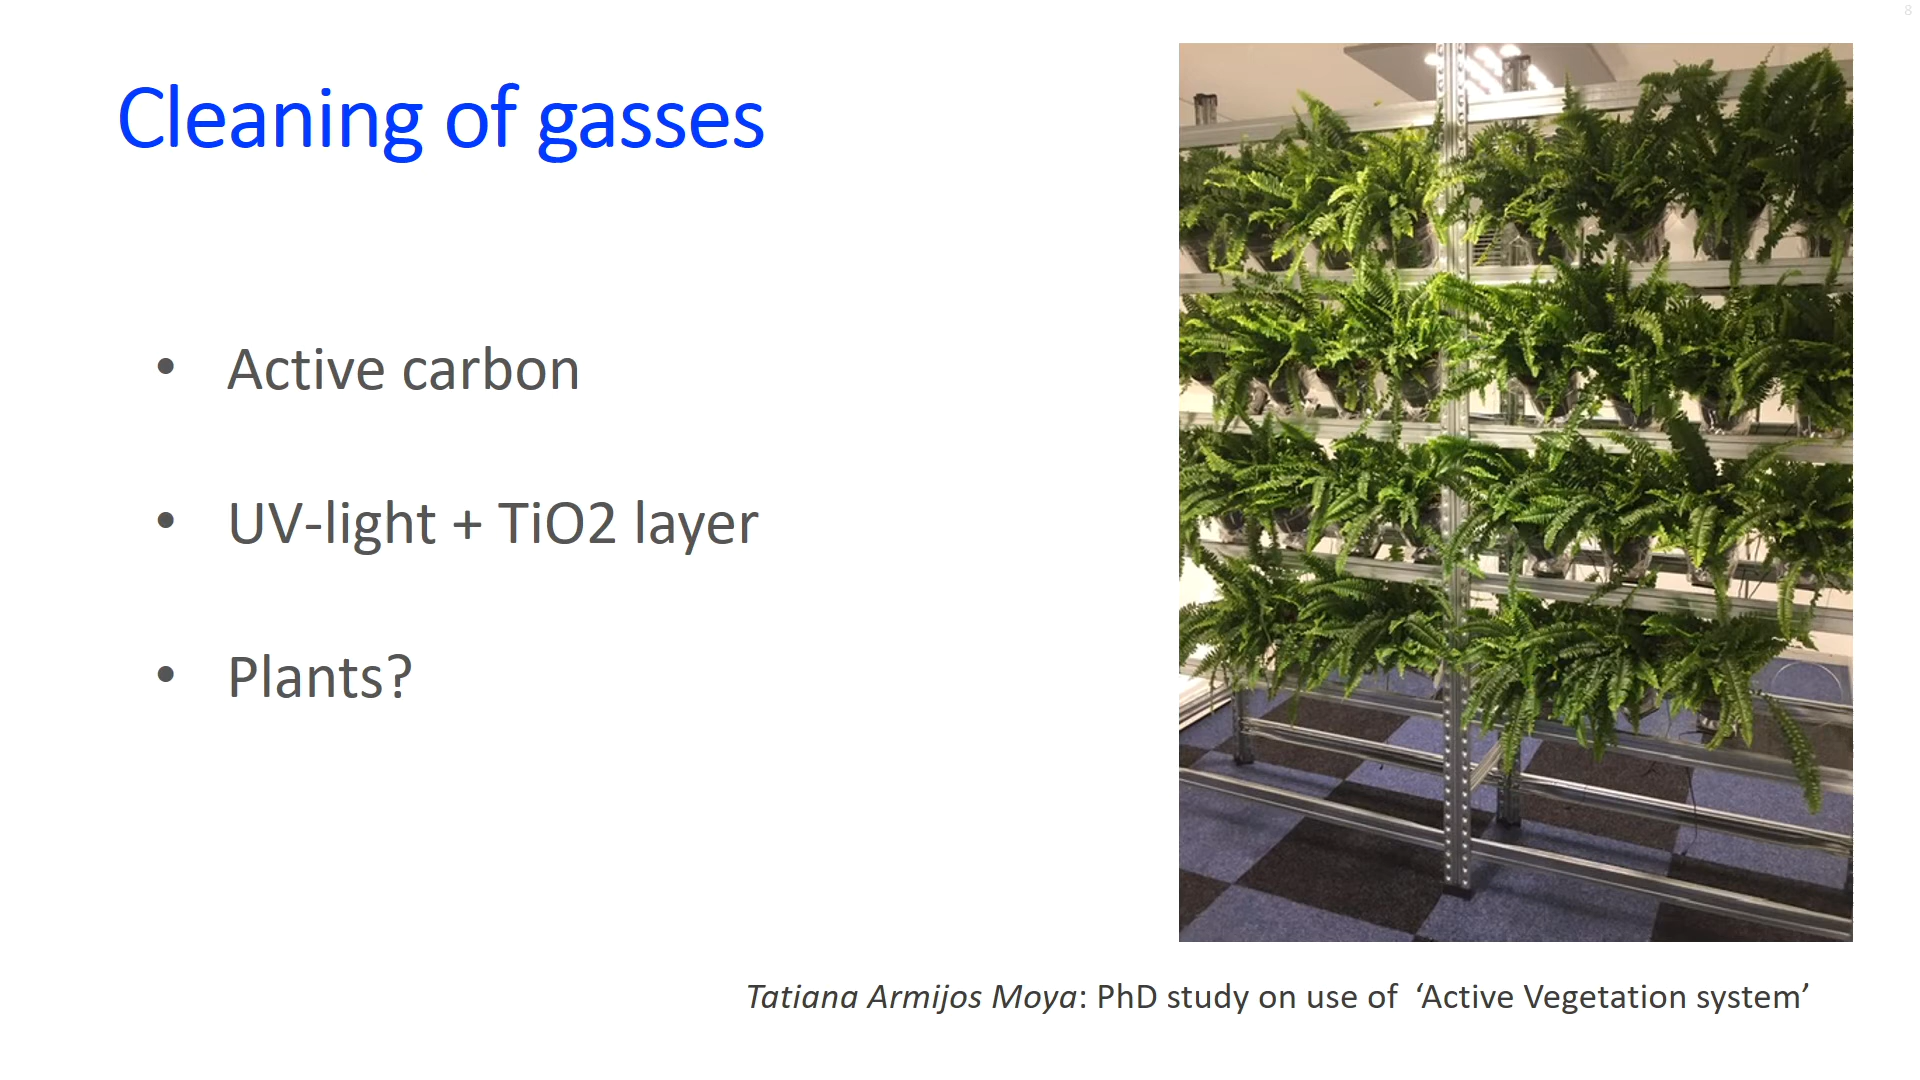 8
Cleaning of gasses
• Active carbon
• UV-light + TiO2 layer
• Plants?
Tatiana Armijos Moya: PhD study on use of ‘Active Vegetation system’